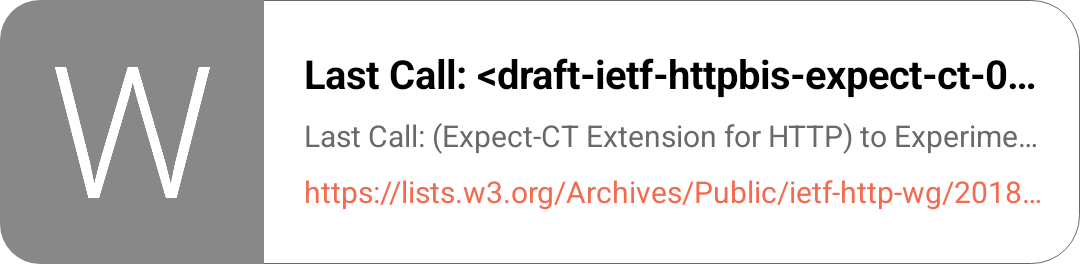 W
Last Call: <draft-ietf-httpbis-expect-ct-0...
Last Call: (Expect-CT Extension for HTTP) to Experime...
https://lists.w3.org/Archives/Public/ietf-http-wg/2018...